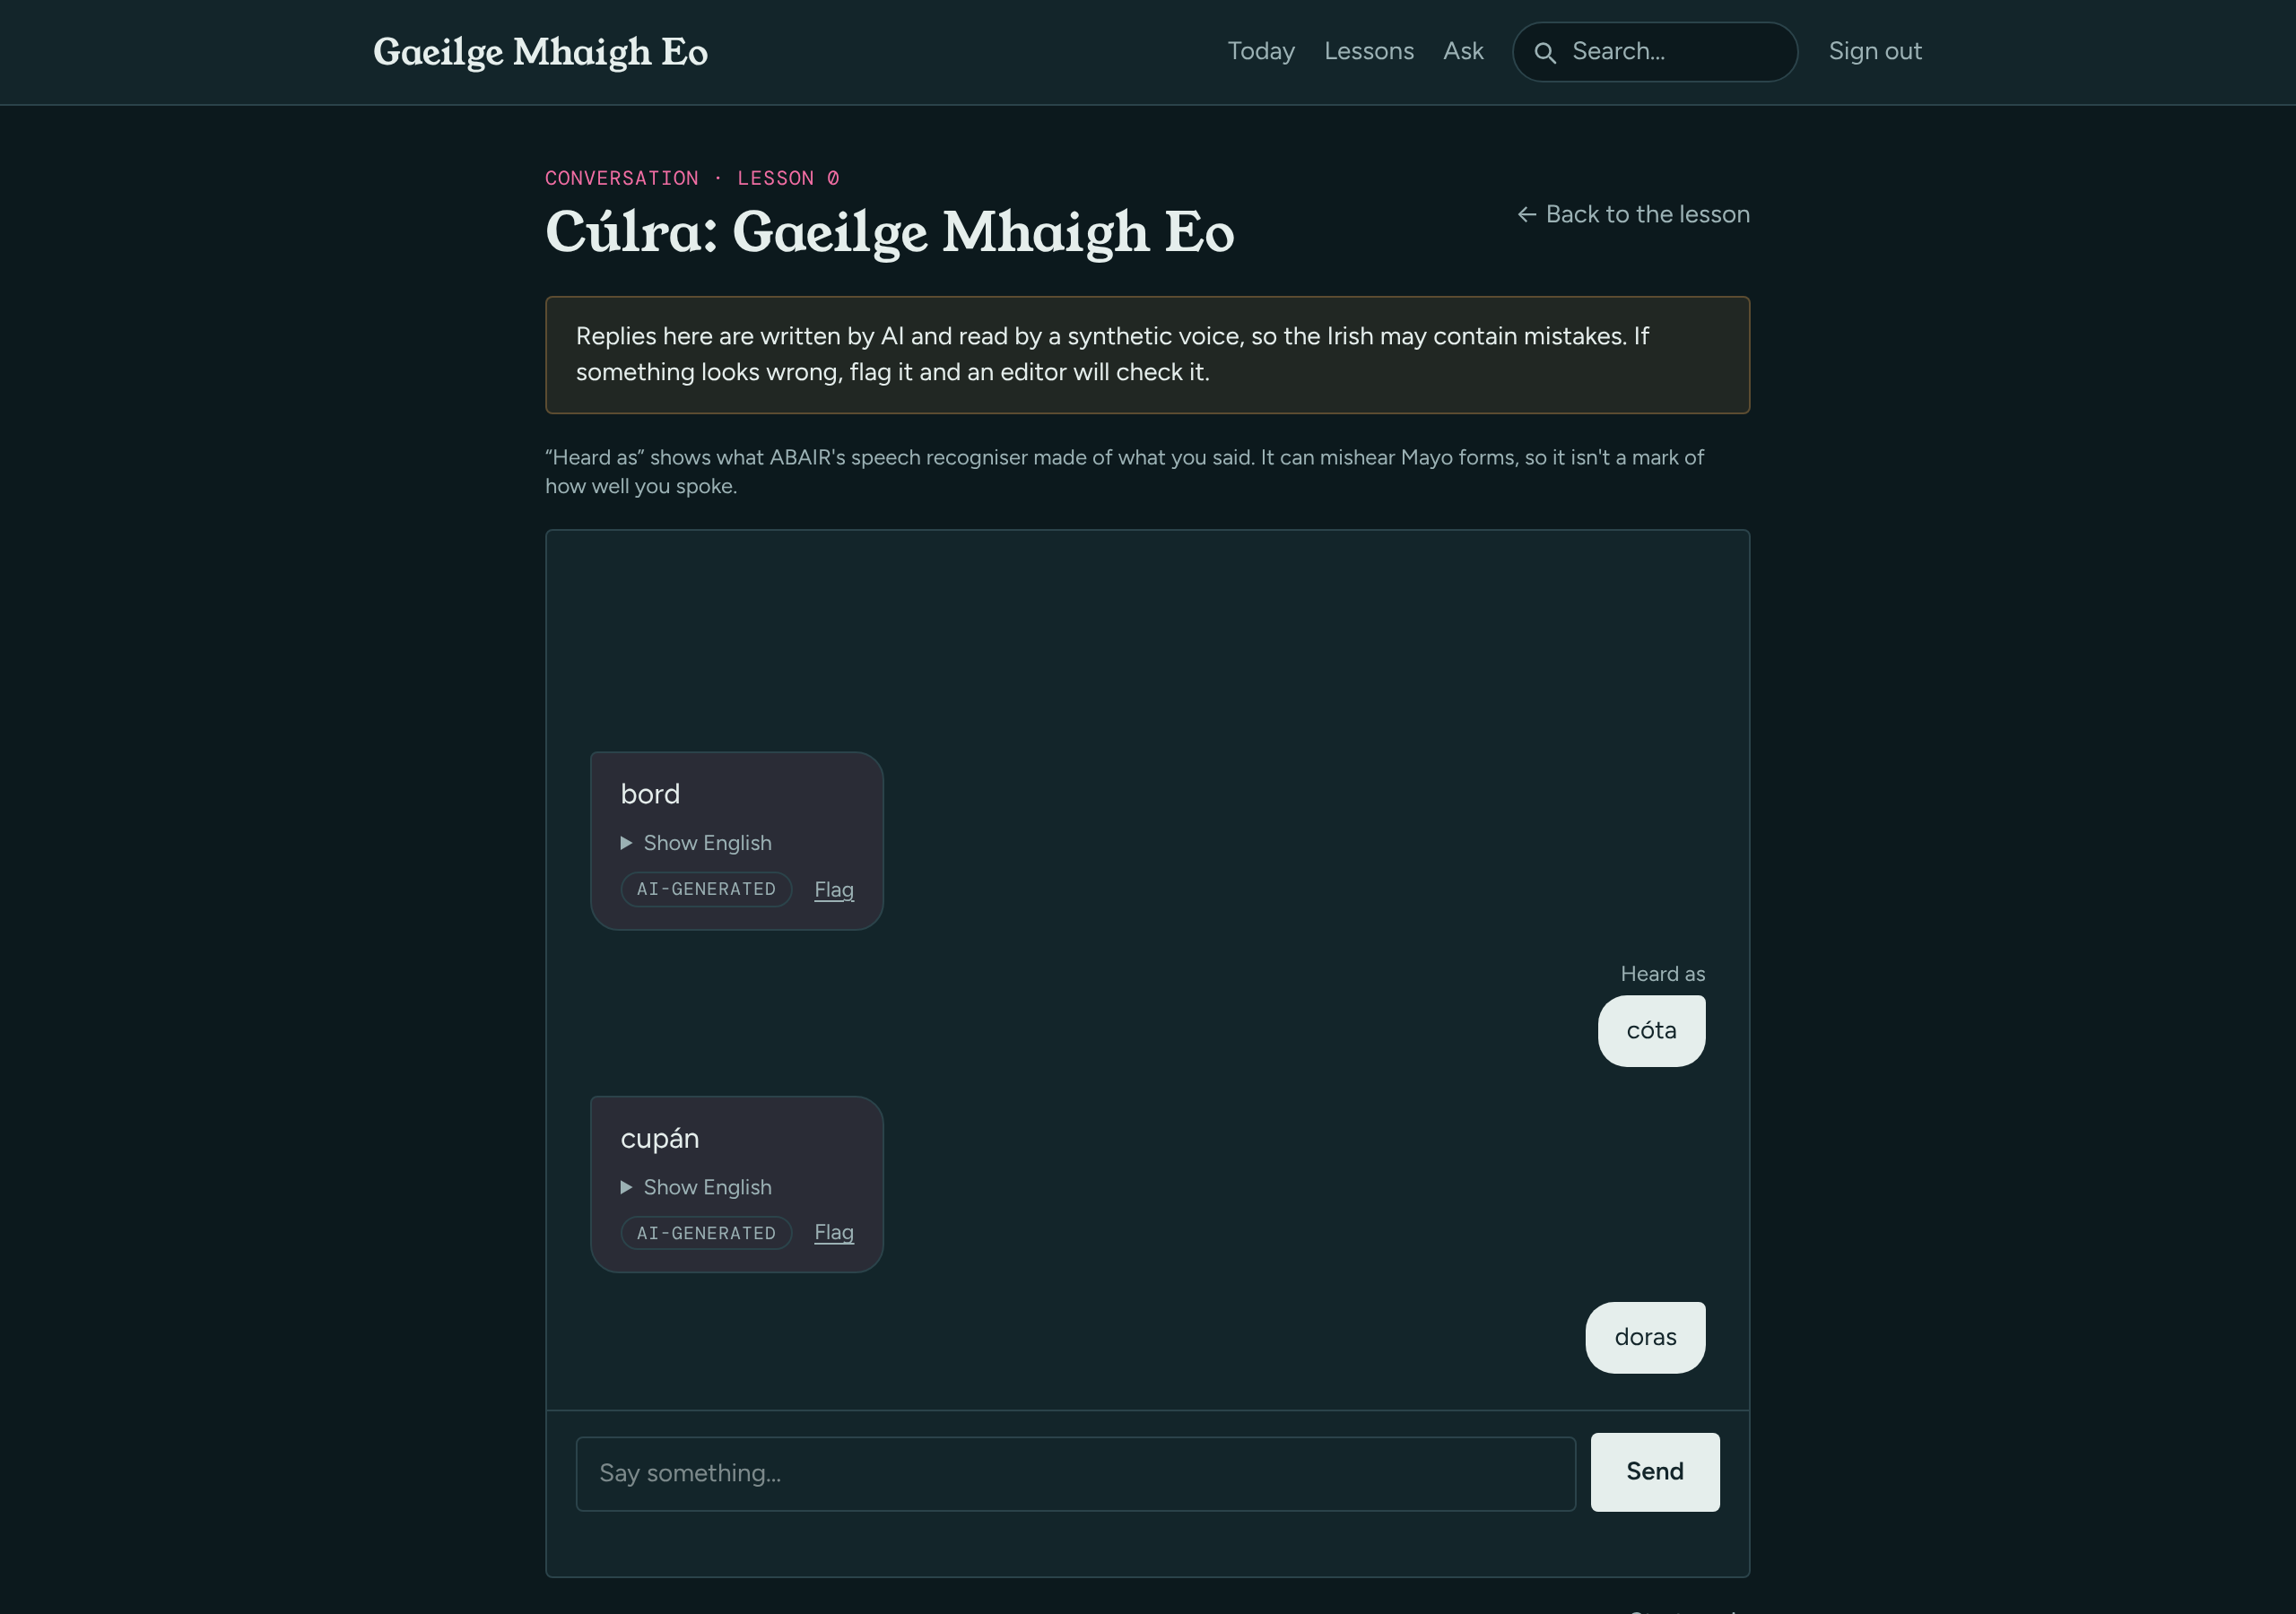 Gaeilge Mhaigh Eo
Today Lessons Ask Search... Sign out
CONVERSATION · LESSON 0
Cúlra: Gaeilge Mhaigh Eo
← Back to the lesson
Replies here are written by AI and read by a synthetic voice, so the Irish may contain mistakes. If
something looks wrong, flag it and an editor will check it.
“Heard as” shows what ABAIR's speech recogniser made of what you said. It can mishear Mayo forms, so it isn't a mark of
how well you spoke.
bord
Show English
AI-GENERATED Flag
Heard as
cóta
cupán
Show English
AI-GENERATED Flag
doras
Say something...
Send